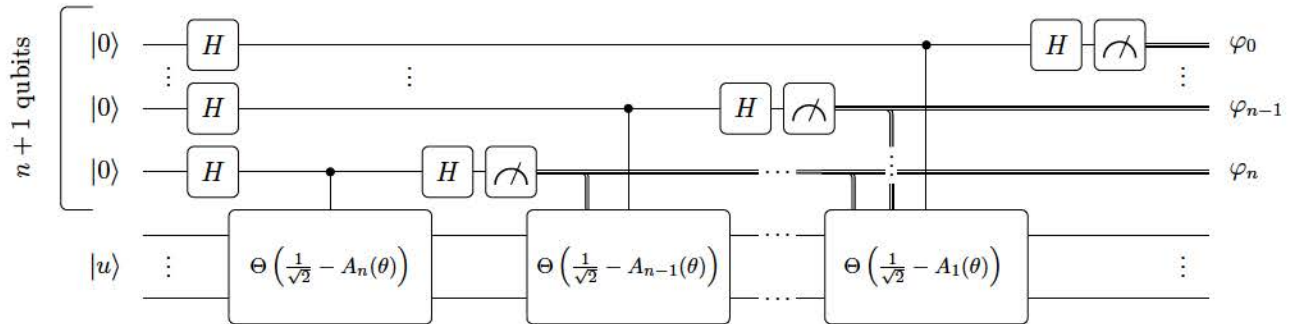 n + 1 qubits
|0⟩ H H φ₀
⋮ ⋮ ⋮
|0⟩ H H φₙ₋₁
|0⟩ H H ⋯ ⋮ φₙ
|u⟩ ⋮ Θ(1/√2 − Aₙ(θ)) Θ(1/√2 − Aₙ₋₁(θ)) ⋯ ⋯ Θ(1/√2 − A₁(θ)) ⋮